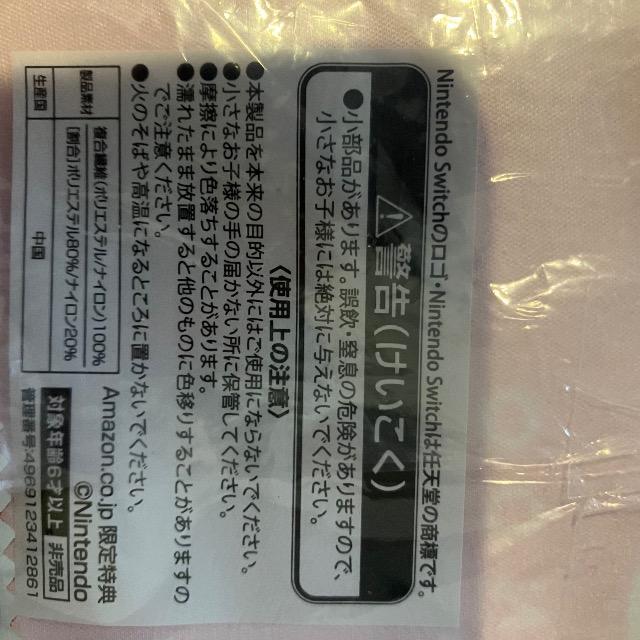 Nintendo Switchのロゴ・Nintendo Switchは任天堂の商標です。
警告(けいこく)
●小部品があります。誤飲・窒息の危険がありますので、
小さなお子様には絶対に与えないでください。
〈使用上の注意〉
●本製品を本来の目的以外にはご使用にならないでください。
●小さなお子様の手の届かない所に保管してください。
●摩擦により色落ちすることがあります。
●濡れたまま放置すると他のものに色移りすることがありますの
でご注意ください。
●火のそばや高温になるところに置かないでください。
製品素材
複合繊維(ポリエステル/ナイロン)100%
【割合】ポリエステル80%/ナイロン20%
生産国 中国
Amazon.co.jp 限定特典
©Nintendo
対象年齢6才以上 非売品
管理番号:4969123412961